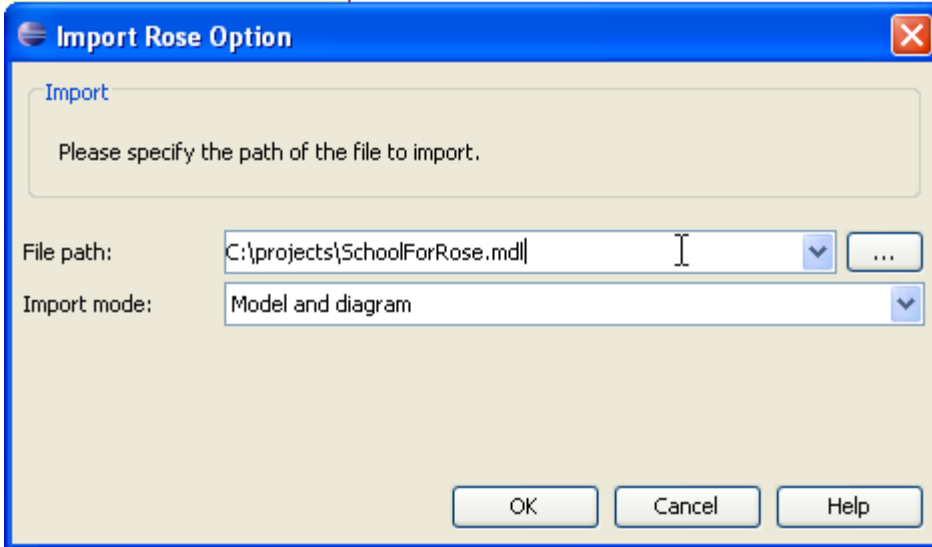 Import Rose Option
Import
Please specify the path of the file to import.
File path: C:\projects\SchoolForRose.mdl ...
Import mode: Model and diagram
OK Cancel Help